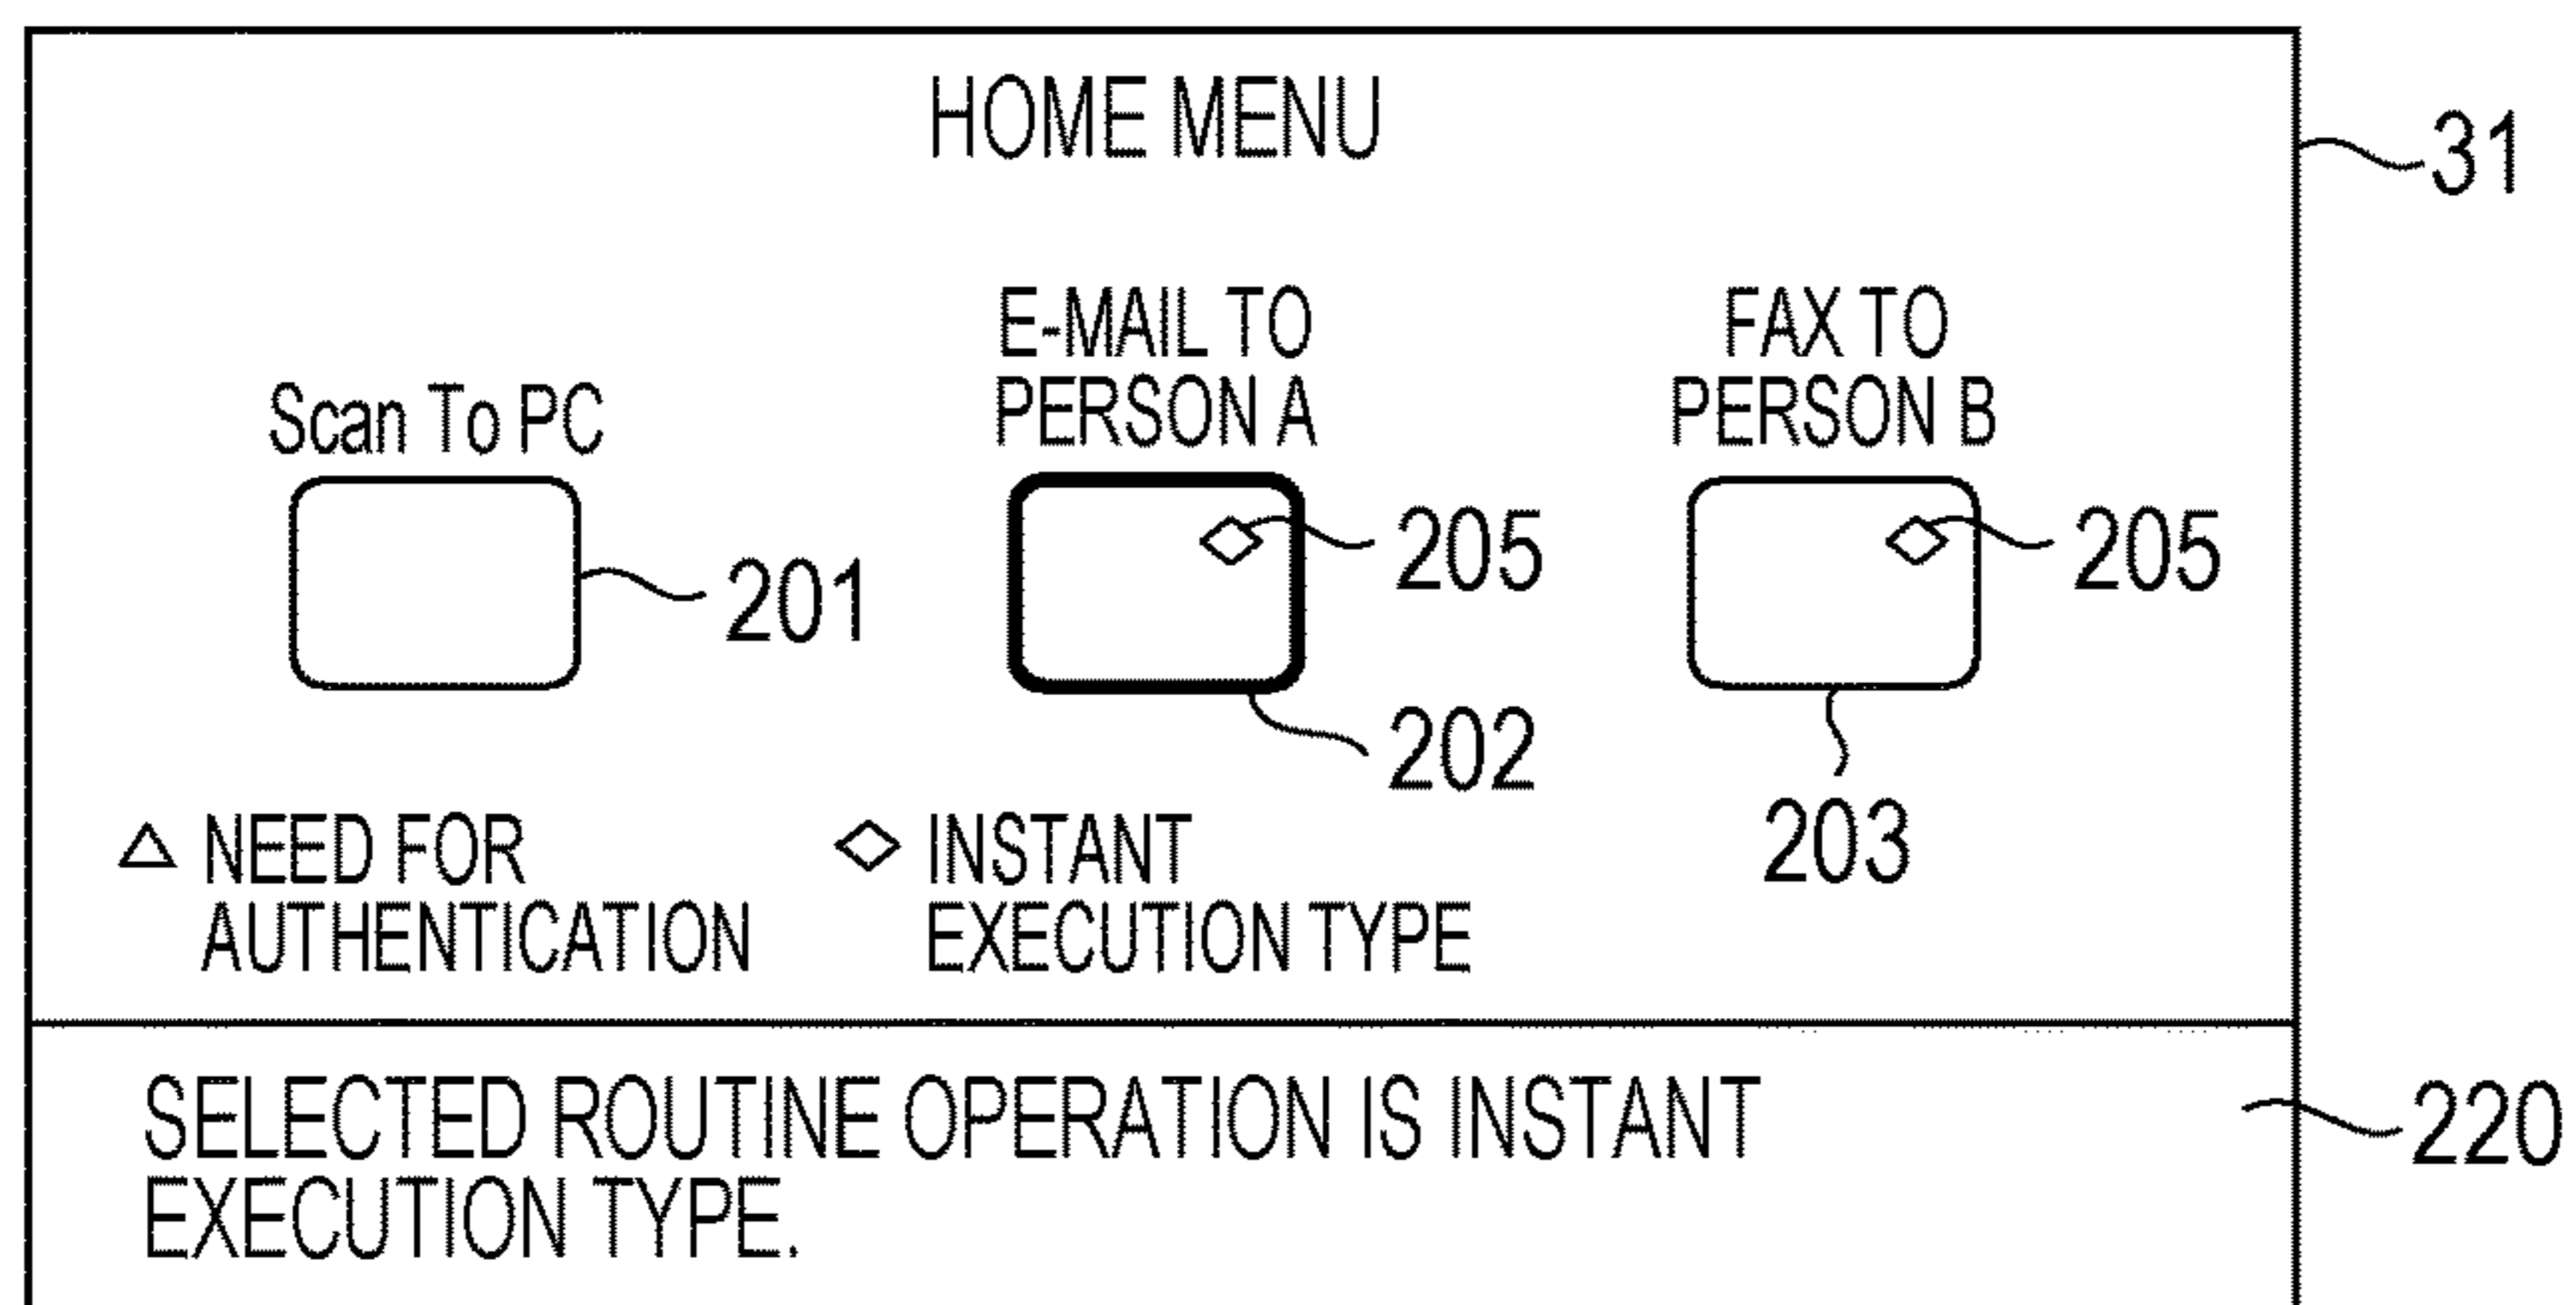 HOME MENU
31
E-MAIL TO
PERSON A
FAX TO
PERSON B
Scan To PC
205
205
201
202
203
NEED FOR
AUTHENTICATION
INSTANT
EXECUTION TYPE
SELECTED ROUTINE OPERATION IS INSTANT
EXECUTION TYPE.
220